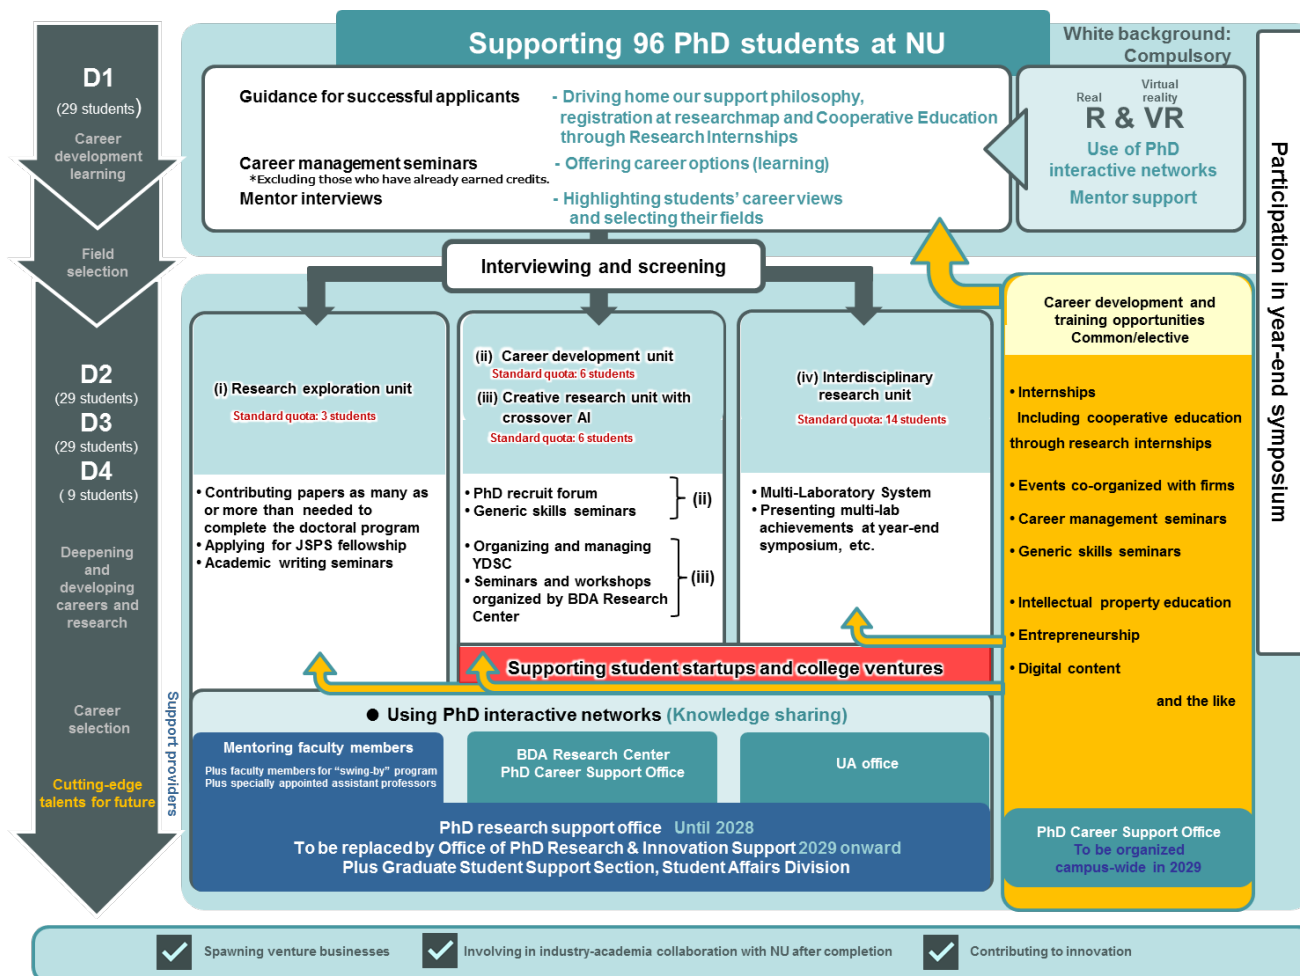 Supporting 96 PhD students at NU
White background:
Compulsory
D1
(29 students)
Career
development
learning
Field
selection
D2
(29 students)
D3
(29 students)
D4
( 9 students)
Deepening
and
developing
careers and
research
Career
selection
Cutting-edge
talents for future
Support providers
Guidance for successful applicants
- Driving home our support philosophy,
registration at researchmap and Cooperative Education
through Research Internships
Career management seminars
*Excluding those who have already earned credits.
- Offering career options (learning)
Mentor interviews
- Highlighting students' career views
and selecting their fields
Real
Virtual
reality
R & VR
Use of PhD
interactive networks
Mentor support
Participation in year-end symposium
Interviewing and screening
(i) Research exploration unit
Standard quota: 3 students
• Contributing papers as many as
or more than needed to
complete the doctoral program
• Applying for JSPS fellowship
• Academic writing seminars
(ii) Career development unit
Standard quota: 6 students
(iii) Creative research unit with
crossover AI
Standard quota: 6 students
• PhD recruit forum
• Generic skills seminars
(ii)
• Organizing and managing
YDSC
• Seminars and workshops
organized by BDA Research
Center
(iii)
(iv) Interdisciplinary
research unit
Standard quota: 14 students
• Multi-Laboratory System
• Presenting multi-lab
achievements at year-end
symposium, etc.
Career development and
training opportunities
Common/elective
• Internships
Including cooperative education
through research internships
• Events co-organized with firms
• Career management seminars
• Generic skills seminars
• Intellectual property education
• Entrepreneurship
• Digital content
and the like
Supporting student startups and college ventures
● Using PhD interactive networks (Knowledge sharing)
Mentoring faculty members
Plus faculty members for "swing-by" program
Plus specially appointed assistant professors
BDA Research Center
PhD Career Support Office
UA office
PhD research support office Until 2028
To be replaced by Office of PhD Research & Innovation Support 2029 onward
Plus Graduate Student Support Section, Student Affairs Division
PhD Career Support Office
To be organized
campus-wide in 2029
Spawning venture businesses
Involving in industry-academia collaboration with NU after completion
Contributing to innovation